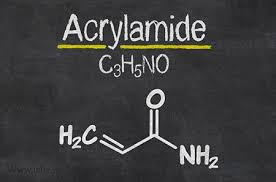 Acrylamide
C₃H₅NO
O
H₂C
NH₂